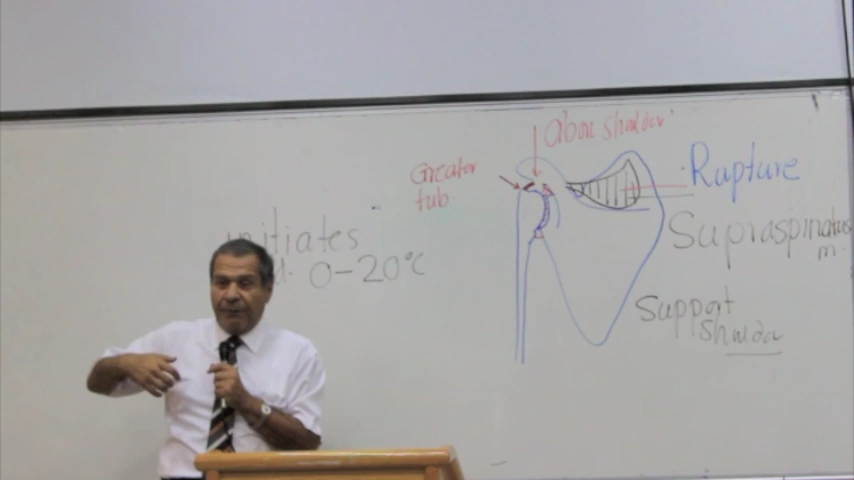 above shoulder
Greater
tub.
Rupture
initiates
0-20°C
Supraspinatus
m.
Support
Shoulder